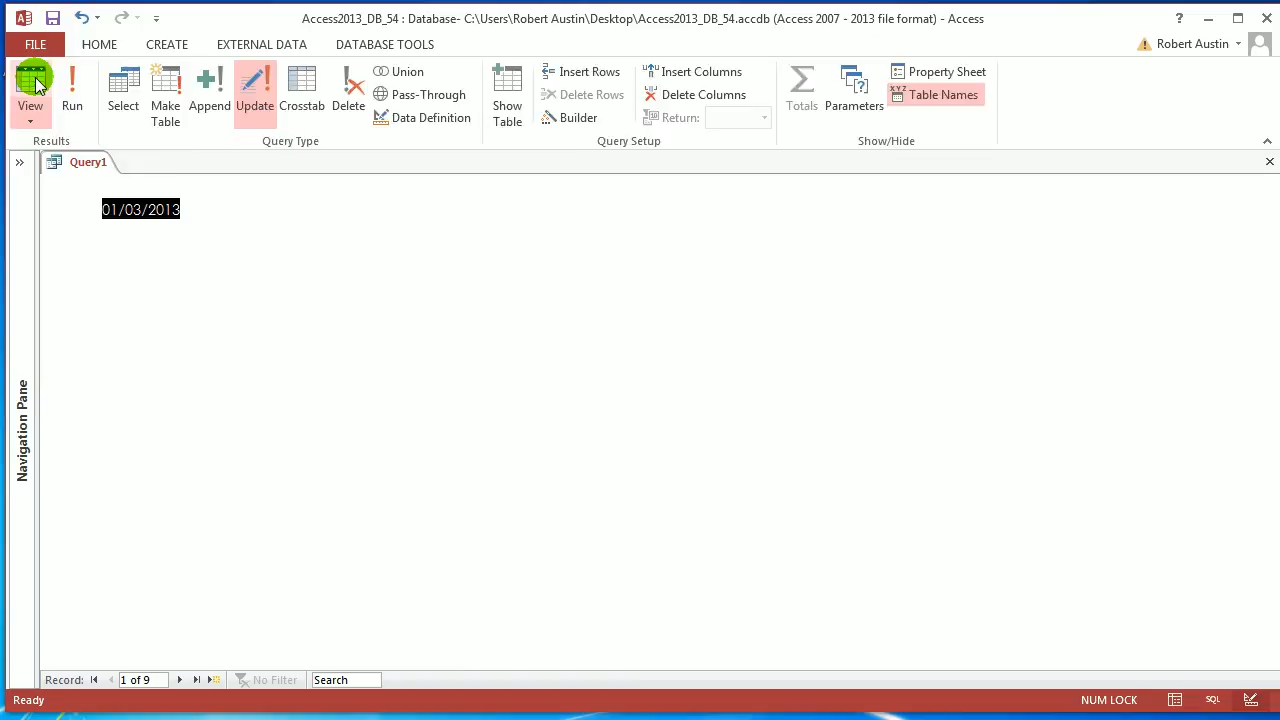 Access2013_DB_54 : Database- C:\Users\Robert Austin\Desktop\Access2013_DB_54.accdb (Access 2007 - 2013 file format) - Access
FILE HOME CREATE EXTERNAL DATA DATABASE TOOLS Robert Austin
View Run Select Make Table Append Update Crosstab Delete
Union
Pass-Through
Data Definition
Show Table
Insert Rows
Delete Rows
Builder
Insert Columns
Delete Columns
Return:
Totals Parameters
Property Sheet
XYZ Table Names
Results Query Type Query Setup Show/Hide
Query1
01/03/2013
Navigation Pane
Record: 1 of 9 No Filter Search
Ready NUM LOCK SQL